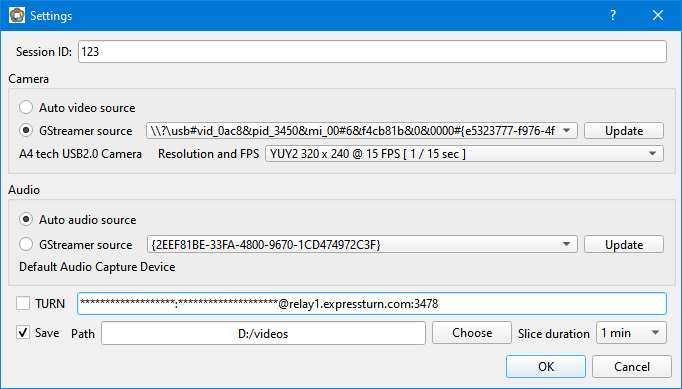 Settings
Session ID: 123
Camera
Auto video source
GStreamer source \\?\usb#vid_0ac8&pid_3450&mi_00#6&f4cb81b&0&0000#{e5323777-f976-4f Update
A4 tech USB2.0 Camera Resolution and FPS YUY2 320 x 240 @ 15 FPS [ 1 / 15 sec ]
Audio
Auto audio source
GStreamer source {2EEF81BE-33FA-4800-9670-1CD474972C3F} Update
Default Audio Capture Device
TURN *******************:********************@relay1.expressturn.com:3478
Save Path D:/videos Choose Slice duration 1 min
OK Cancel